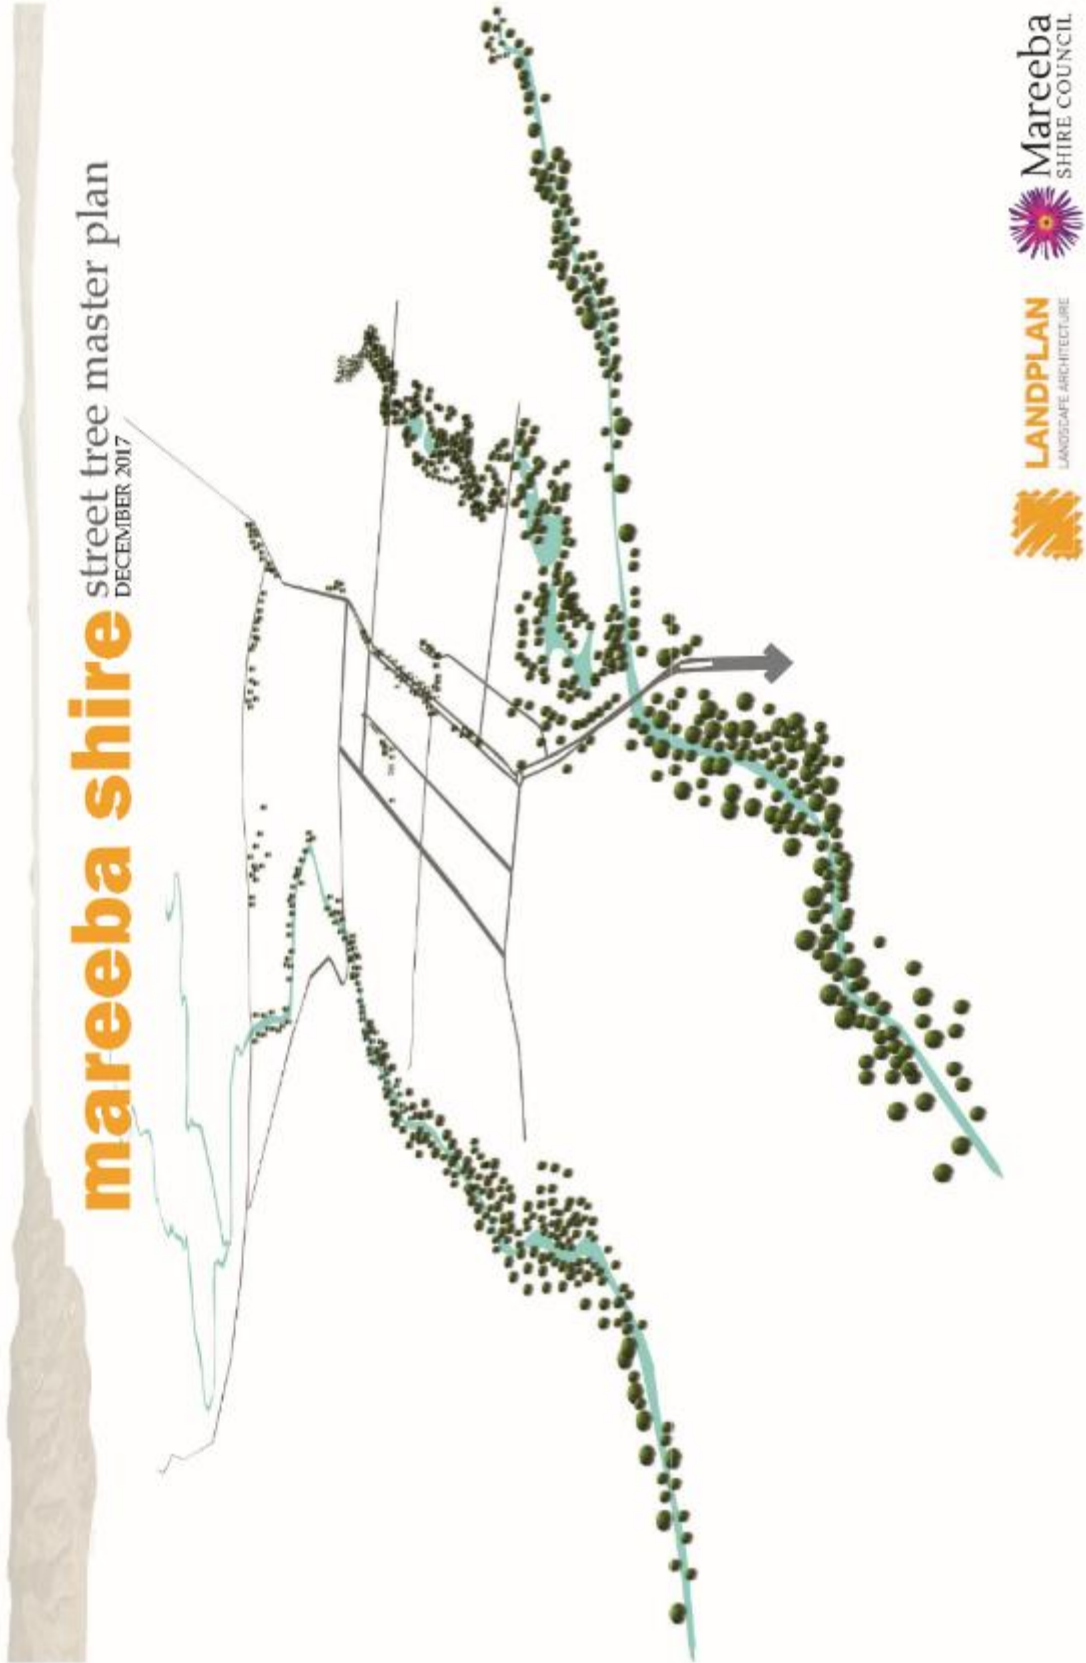 mareeba shire street tree master plan
DECEMBER 2017
LANDPLAN
LANDSCAPE ARCHITECTURE
Mareeba
SHIRE COUNCIL